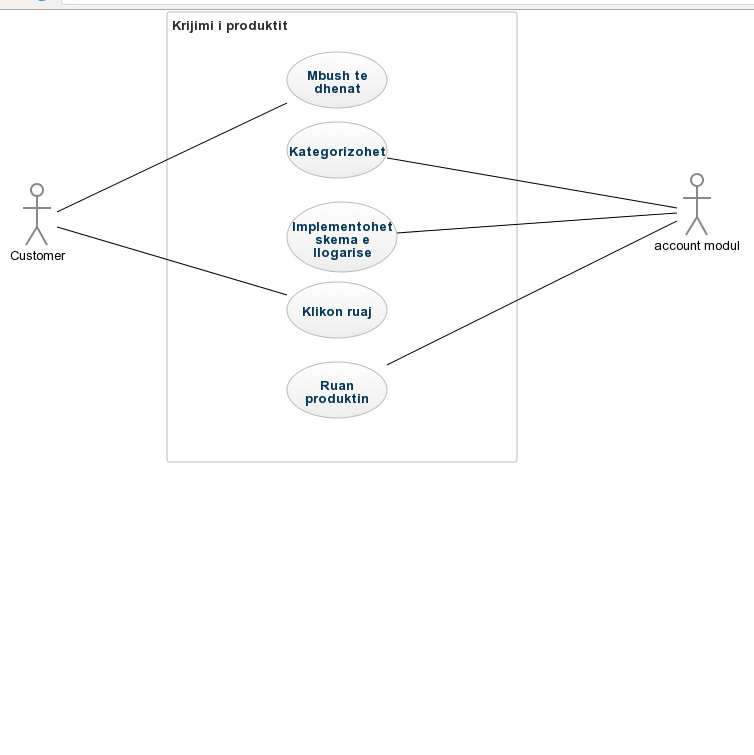 Krijimi i produktit
Mbush te
dhenat
Kategorizohet
Implementohet
skema e
llogarise
Klikon ruaj
Ruan
produktin
Customer
account modul